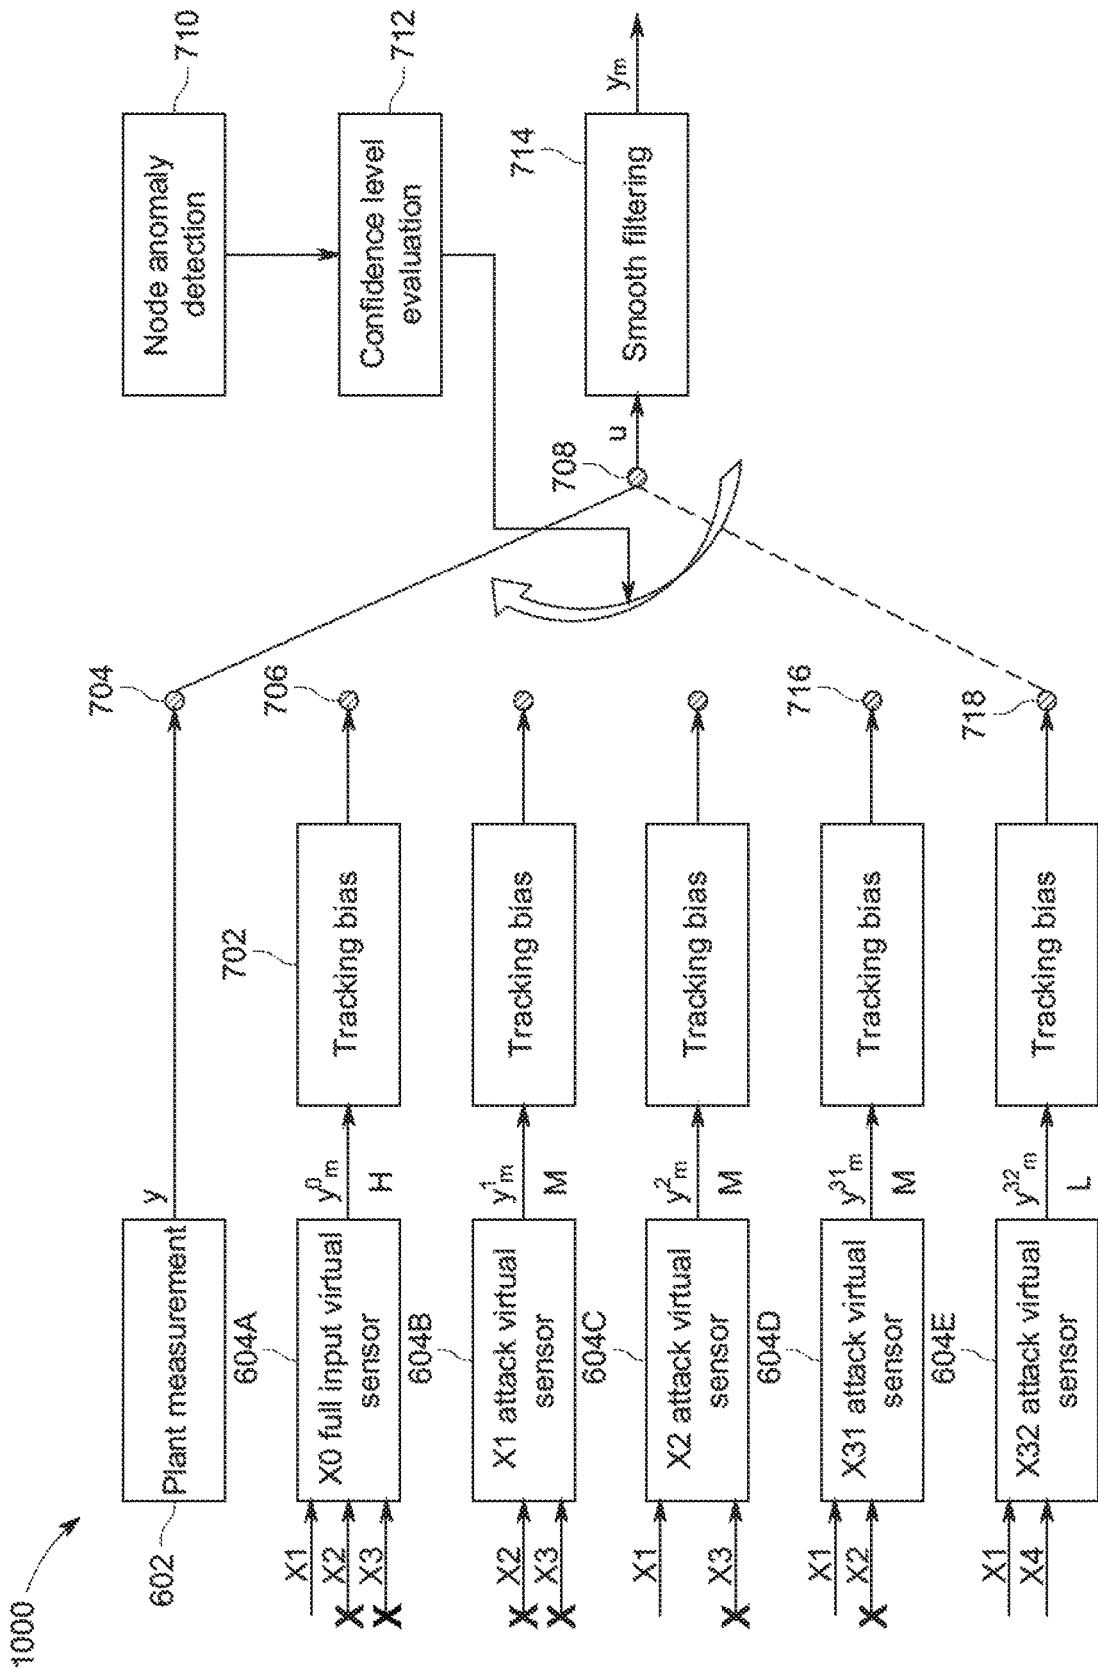 1000
602
Plant measurement
y
704
X1
X2
X
X3
X
604A
X0 full input virtual
sensor
y⁰m
H
702
Tracking bias
706
X2
X
X3
X
604B
X1 attack virtual
sensor
y¹m
M
Tracking bias
X1
X3
X
604C
X2 attack virtual
sensor
y²m
M
Tracking bias
X1
X2
X
604D
X31 attack virtual
sensor
y³¹m
M
Tracking bias
716
X1
X4
604E
X32 attack virtual
sensor
y³²m
L
Tracking bias
718
710
Node anomaly
detection
712
Confidence level
evaluation
708
u
714
Smooth filtering
ym